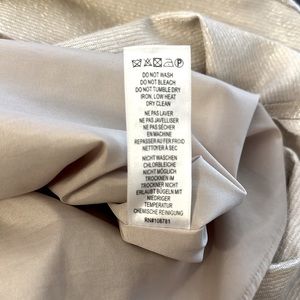 DO NOT WASH
DO NOT BLEACH
DO NOT TUMBLE DRY
IRON, LOW HEAT
DRY CLEAN
NE PAS LAVER
NE PAS JAVELLISER
NE PAS SÉCHER
EN MACHINE
REPASSER AU FER FROID
NETTOYER À SEC
NICHT WASCHEN
CHLORBLEICHE
NICHT MÖGLICH
TROCKNEN IM
TROCKNER NICHT
ERLAUBT BÜGELN MIT
NIEDRIGER
TEMPERATUR
CHEMISCHE REINIGUNG
RN#108781